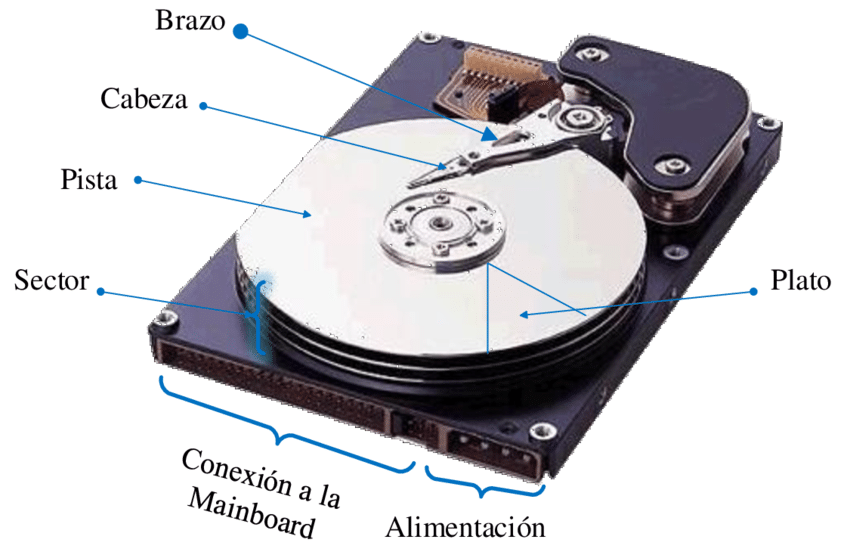 Brazo
Cabeza
Pista
Sector
Plato
Conexión a la
Mainboard
Alimentación